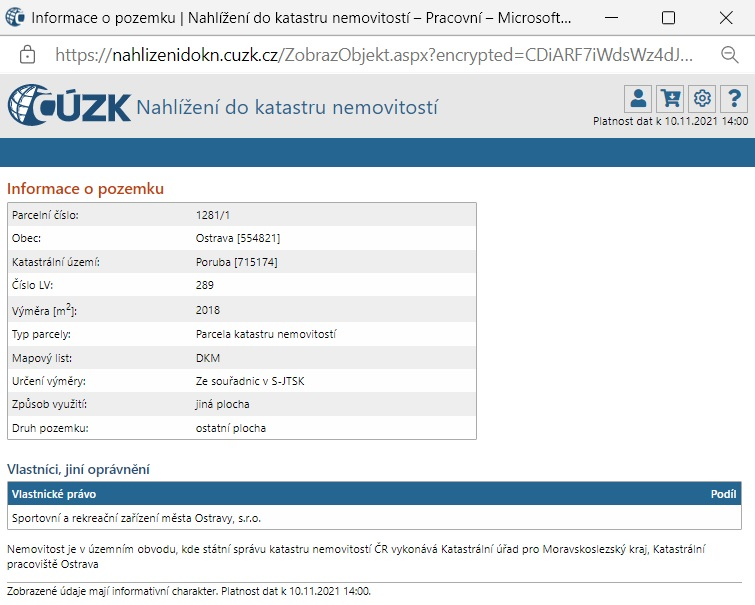 Informace o pozemku | Nahlížení do katastru nemovitostí – Pracovní – Microsoft...
https://nahlizenidokn.cuzk.cz/ZobrazObjekt.aspx?encrypted=CDiARF7iWdsWz4dJ...
ČÚZK Nahlížení do katastru nemovitostí
Platnost dat k 10.11.2021 14:00
Informace o pozemku
Parcelní číslo: 1281/1
Obec: Ostrava [554821]
Katastrální území: Poruba [715174]
Číslo LV: 289
Výměra [m²]: 2018
Typ parcely: Parcela katastru nemovitostí
Mapový list: DKM
Určení výměry: Ze souřadnic v S-JTSK
Způsob využití: jiná plocha
Druh pozemku: ostatní plocha
Vlastníci, jiní oprávnění
Vlastnické právo Podíl
Sportovní a rekreační zařízení města Ostravy, s.r.o.
Nemovitost je v územním obvodu, kde státní správu katastru nemovitostí ČR vykonává Katastrální úřad pro Moravskoslezský kraj, Katastrální
pracoviště Ostrava
Zobrazené údaje mají informativní charakter. Platnost dat k 10.11.2021 14:00.